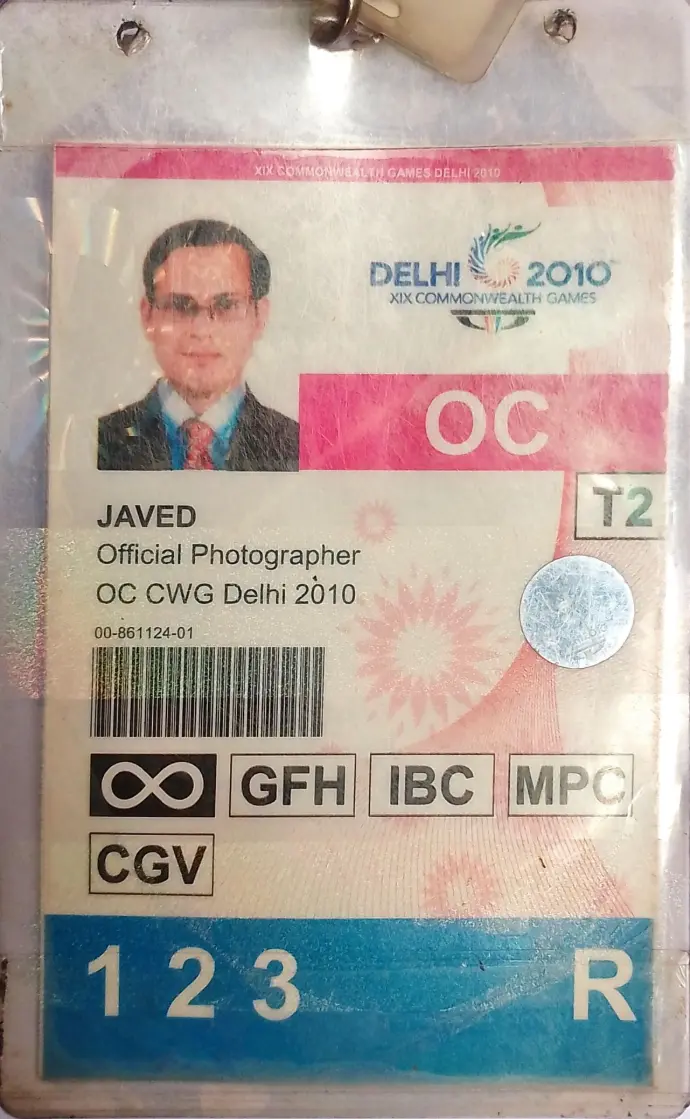 XIX COMMONWEALTH GAMES DELHI 2010
DELHI 2010
XIX COMMONWEALTH GAMES
OC
T2
JAVED
Official Photographer
OC CWG Delhi 2010
00-861124-01
∞ GFH IBC MPC
CGV
1 2 3 R